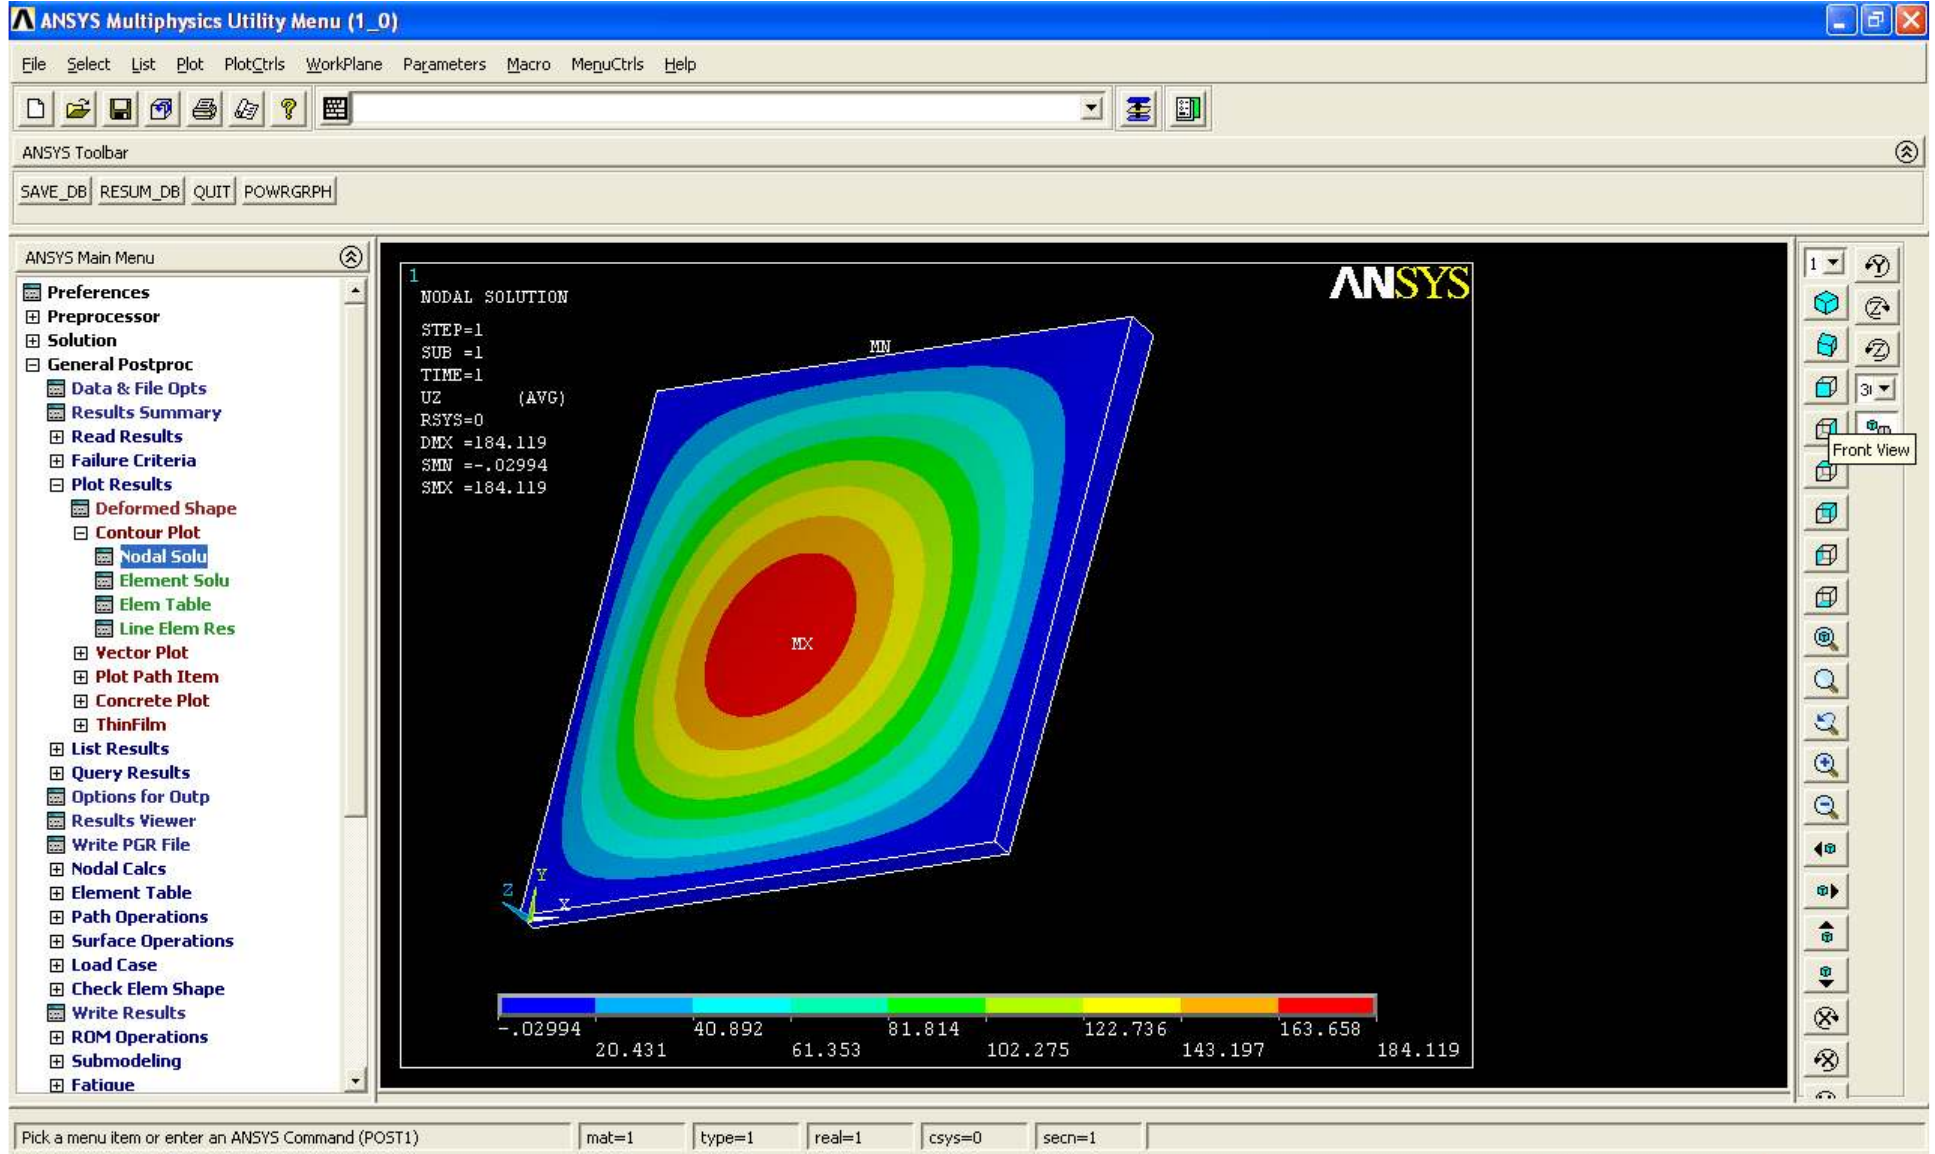 ANSYS Multiphysics Utility Menu (1_0)
File Select List Plot PlotCtrls WorkPlane Parameters Macro MenuCtrls Help
ANSYS Toolbar
SAVE_DB RESUM_DB QUIT POWRGRPH
ANSYS Main Menu
Preferences
Preprocessor
Solution
General Postproc
Data & File Opts
Results Summary
Read Results
Failure Criteria
Plot Results
Deformed Shape
Contour Plot
Nodal Solu
Element Solu
Elem Table
Line Elem Res
Vector Plot
Plot Path Item
Concrete Plot
ThinFilm
List Results
Query Results
Options for Outp
Results Viewer
Write PGR File
Nodal Calcs
Element Table
Path Operations
Surface Operations
Load Case
Check Elem Shape
Write Results
ROM Operations
Submodeling
Fatigue
1
ANSYS
NODAL SOLUTION
STEP=1
SUB =1
TIME=1
UZ (AVG)
RSYS=0
DMX =184.119
SMN =-.02994
SMX =184.119
MN
MX
Z Y X
-.02994 40.892 81.814 122.736 163.658
20.431 61.353 102.275 143.197 184.119
1
Front View
Pick a menu item or enter an ANSYS Command (POST1) mat=1 type=1 real=1 csys=0 secn=1